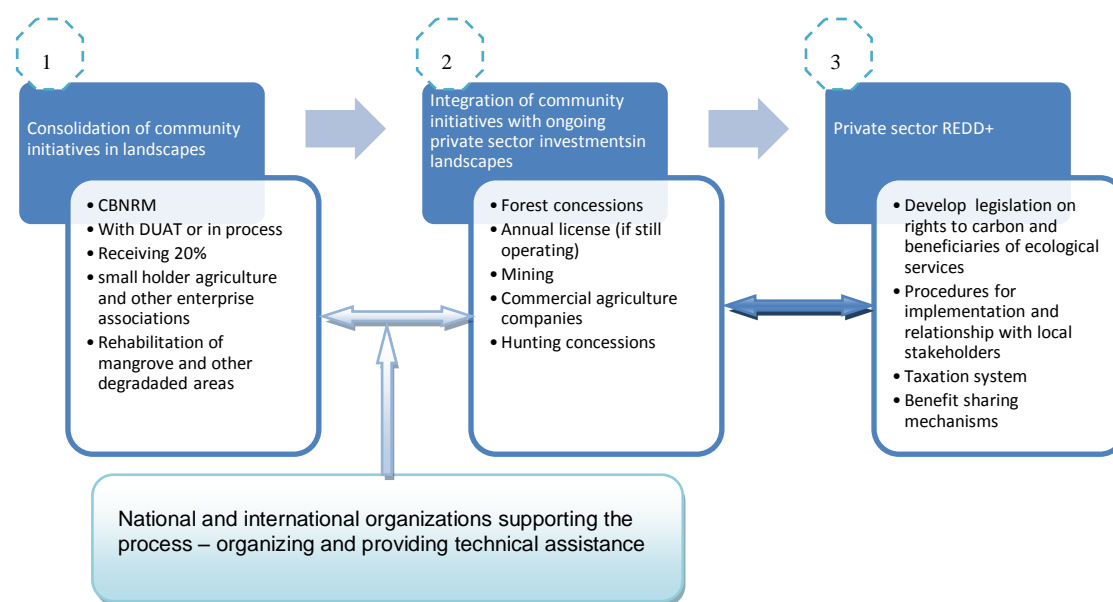 1
Consolidation of community
initiatives in landscapes
• CBNRM
• With DUAT or in process
• Receiving 20%
• small holder agriculture
and other enterprise
associations
• Rehabilitation of
mangrove and other
degradaded areas
2
Integration of community
initiatives with ongoing
private sector investmentsin
landscapes
• Forest concessions
• Annual license (if still
operating)
• Mining
• Commercial agriculture
companies
• Hunting concessions
3
Private sector REDD+
• Develop legislation on
rights to carbon and
beneficiaries of ecological
services
• Procedures for
implementation and
relationship with local
stakeholders
• Taxation system
• Benefit sharing
mechanisms
National and international organizations supporting the
process – organizing and providing technical assistance